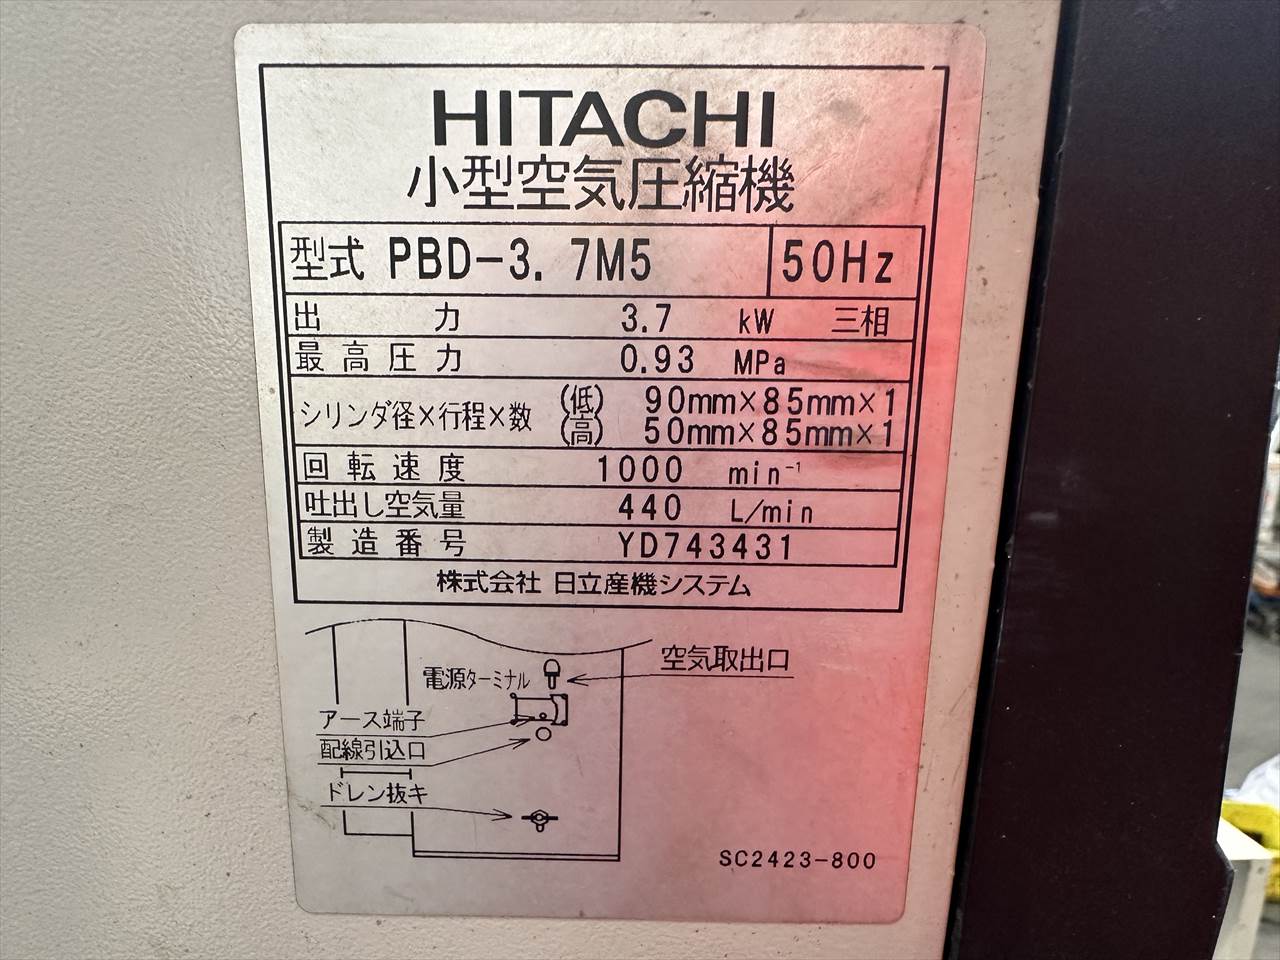 HITACHI
小型空気圧縮機
型式 PBD-3. 7M5 50Hz
出力 3.7 kW 三相
最高圧力 0.93 MPa
シリンダ径×行程×数 (低) 90mm×85mm×1
(高) 50mm×85mm×1
回転速度 1000 min⁻¹
吐出し空気量 440 L/min
製造番号 YD743431
株式会社 日立産機システム
空気取出口
電源ターミナル
アース端子
配線引込口
ドレン抜キ
SC2423-800